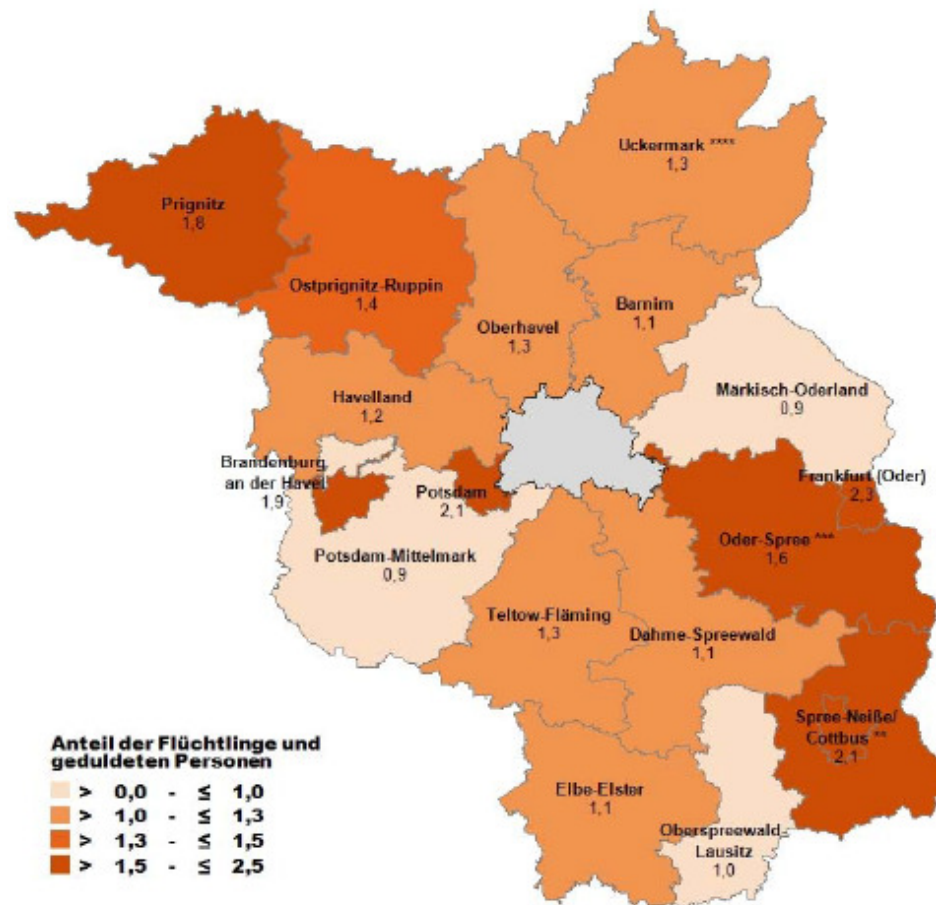 Uckermark ****
1,3
Prignitz
1,8
Ostprignitz-Ruppin
1,4
Oberhavel
1,3
Barnim
1,1
Märkisch-Oderland
0,9
Havelland
1,2
Brandenburg
an der Havel
1,9
Potsdam
2,1
Frankfurt (Oder)
2,3
Oder-Spree ***
1,6
Potsdam-Mittelmark
0,9
Teltow-Fläming
1,3
Dahme-Spreewald
1,1
Spree-Neiße/
Cottbus **
2,1
Elbe-Elster
1,1
Oberspreewald-
Lausitz
1,0
Anteil der Flüchtlinge und
geduldeten Personen
> 0,0 - ≤ 1,0
> 1,0 - ≤ 1,3
> 1,3 - ≤ 1,5
> 1,5 - ≤ 2,5